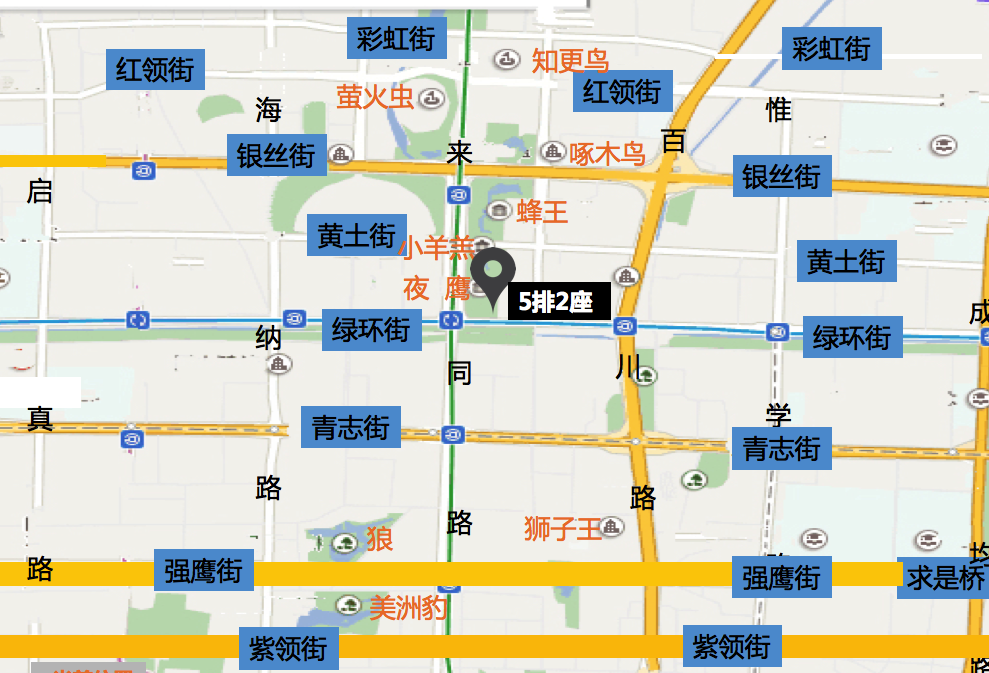 彩虹街
彩虹街
知更鸟
红领街
红领街
萤火虫
海
惟
百
来
银丝街
啄木鸟
银丝街
启
蜂王
黄土街
小羊羔
黄土街
夜 鹰
5排2座
成
绿环街
纳
绿环街
川
同
真
学
青志街
青志街
路
路
路
狮子王
狼
路
强鹰街
强鹰街
求是桥
均
美洲豹
紫领街
紫领街
路